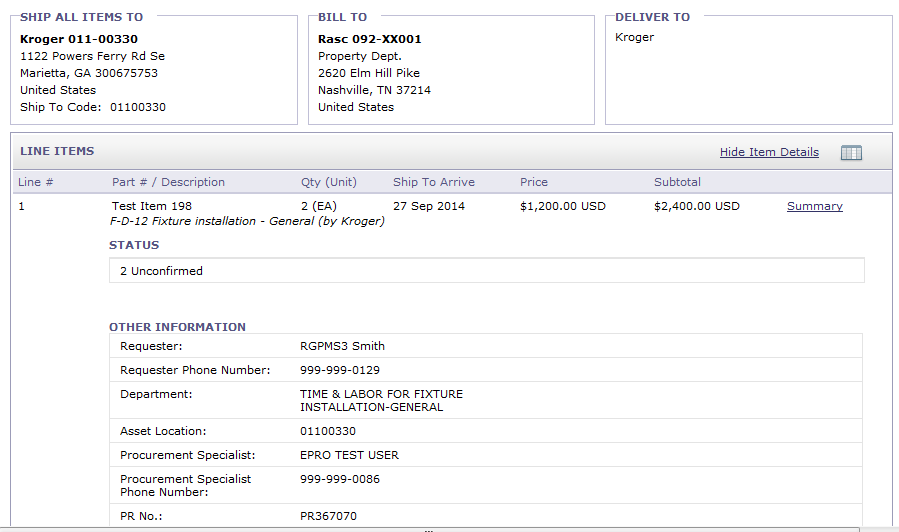 SHIP ALL ITEMS TO
Kroger 011-00330
1122 Powers Ferry Rd Se
Marietta, GA 300675753
United States
Ship To Code: 01100330
BILL TO
Rasc 092-XX001
Property Dept.
2620 Elm Hill Pike
Nashville, TN 37214
United States
DELIVER TO
Kroger
LINE ITEMS
Hide Item Details
Line # Part # / Description Qty (Unit) Ship To Arrive Price Subtotal
1 Test Item 198 2 (EA) 27 Sep 2014 $1,200.00 USD $2,400.00 USD Summary
F-D-12 Fixture installation - General (by Kroger)
STATUS
2 Unconfirmed
OTHER INFORMATION
Requester: RGPMS3 Smith
Requester Phone Number: 999-999-0129
Department: TIME & LABOR FOR FIXTURE
INSTALLATION-GENERAL
Asset Location: 01100330
Procurement Specialist: EPRO TEST USER
Procurement Specialist 999-999-0086
Phone Number:
PR No.: PR367070